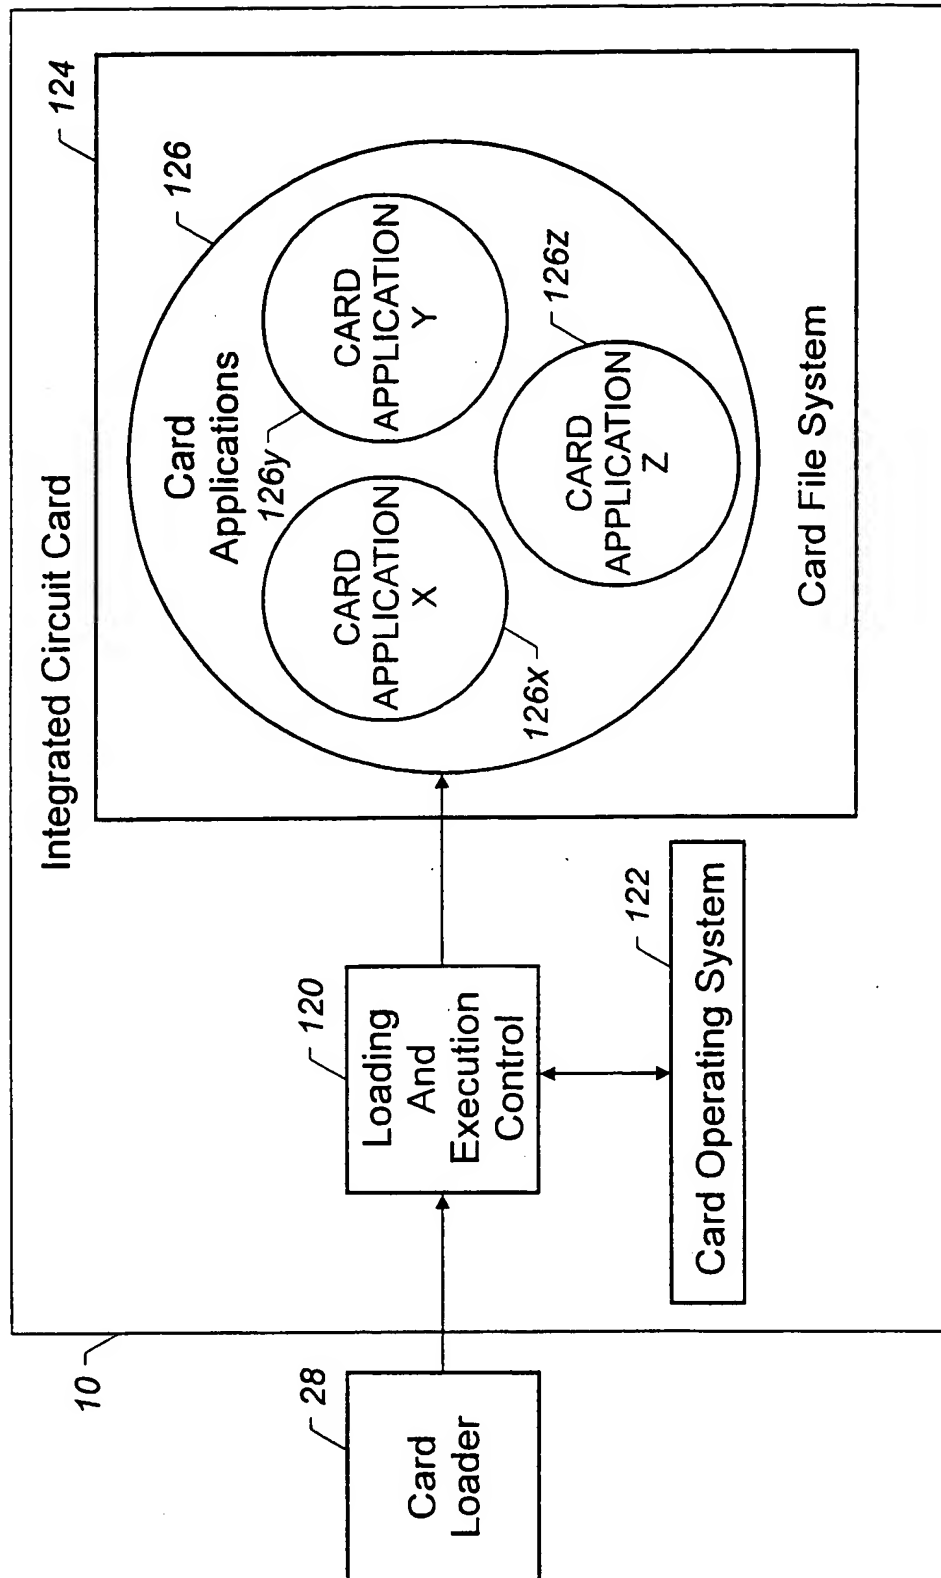 Integrated Circuit Card
10
124
126
Card
Applications
126y
CARD
APPLICATION
X
126x
CARD
APPLICATION
Y
CARD
APPLICATION
Z
126z
Card File System
28
Card
Loader
120
Loading
And
Execution
Control
122
Card Operating System